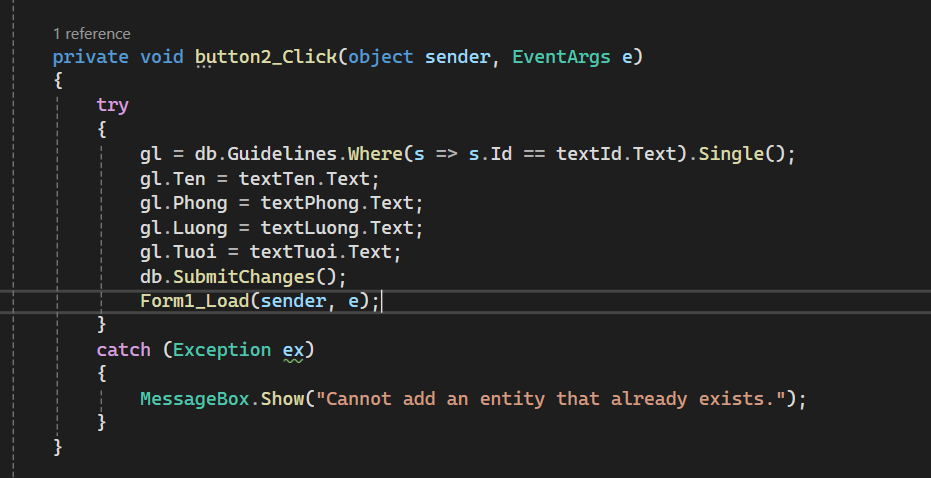 1 reference
private void button2_Click(object sender, EventArgs e)
{
try
{
gl = db.Guidelines.Where(s => s.Id == textId.Text).Single();
gl.Ten = textTen.Text;
gl.Phong = textPhong.Text;
gl.Luong = textLuong.Text;
gl.Tuoi = textTuoi.Text;
db.SubmitChanges();
Form1_Load(sender, e);
}
catch (Exception ex)
{
MessageBox.Show("Cannot add an entity that already exists.");
}
}